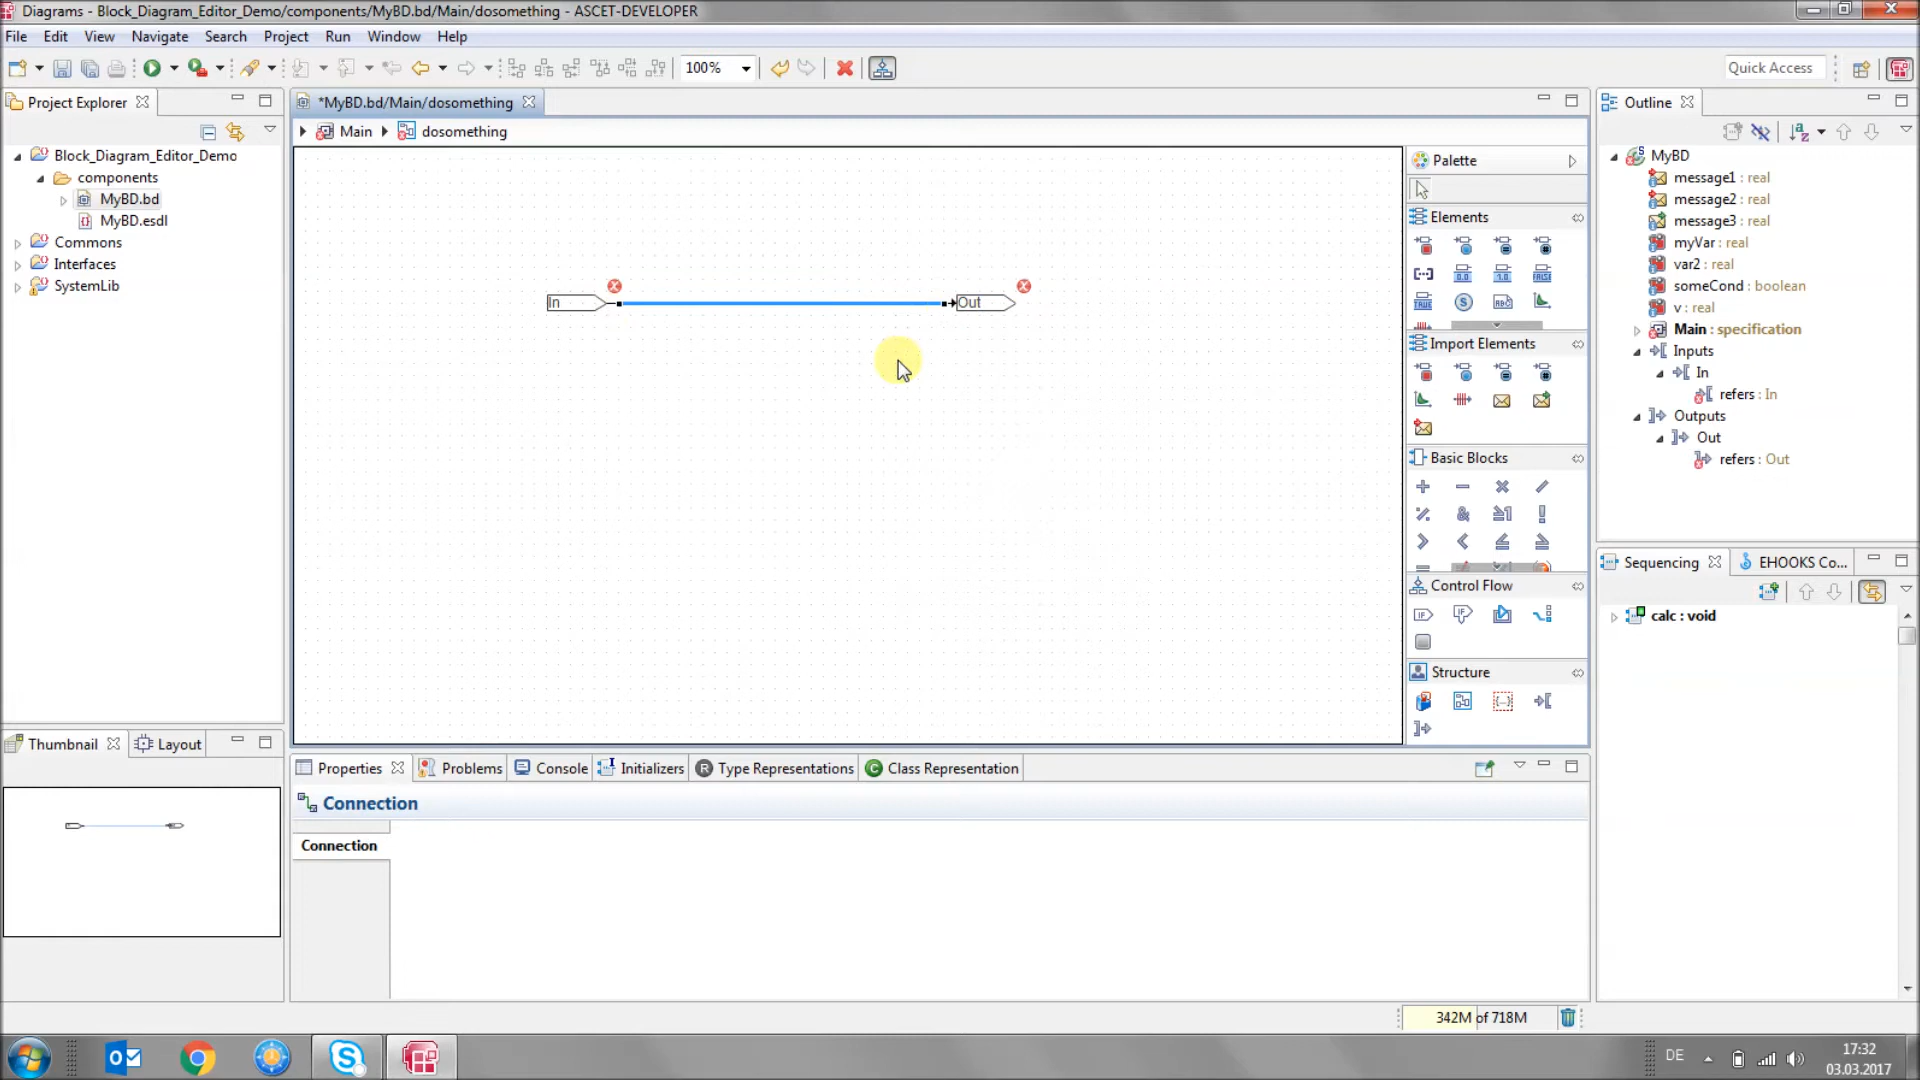 Diagrams - Block_Diagram_Editor_Demo/components/MyBD.bd/Main/dosomething - ASCET-DEVELOPER
File Edit View Navigate Search Project Run Window Help
100%
Quick Access
Project Explorer
Block_Diagram_Editor_Demo
components
MyBD.bd
MyBD.esdl
Commons
Interfaces
SystemLib
*MyBD.bd/Main/dosomething
Main dosomething
In
Out
Palette
Elements
Import Elements
Basic Blocks
Control Flow
Structure
Outline
MyBD
message1 : real
message2 : real
message3 : real
myVar : real
var2 : real
someCond : boolean
v : real
Main : specification
Inputs
In
refers : In
Outputs
Out
refers : Out
Sequencing EHOOKS Co...
calc : void
Thumbnail Layout
Properties Problems Console Initializers Type Representations Class Representation
Connection
Connection
342M of 718M
DE
17:32
03.03.2017